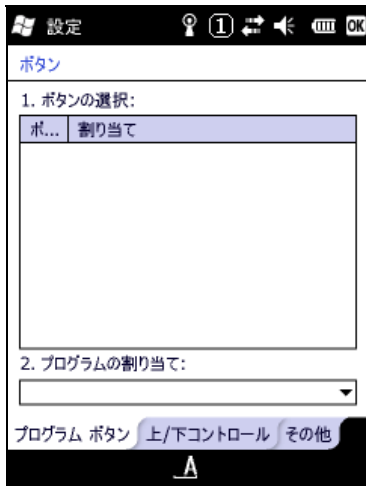 設定 1 OK
ボタン
1. ボタンの選択:
ボ... 割り当て
2. プログラムの割り当て:
プログラム ボタン 上/下コントロール その他
A